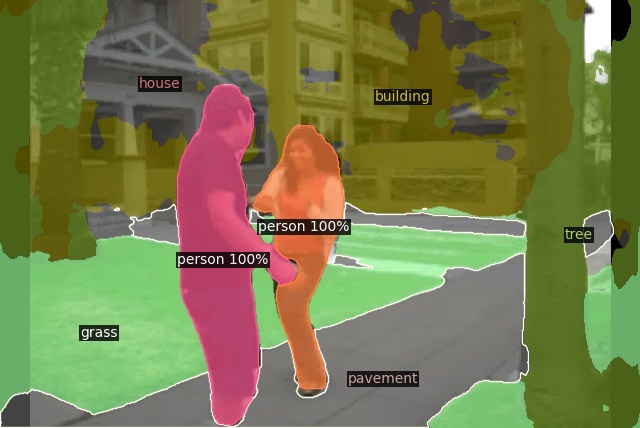 house
building
person 100%
tree
person 100%
grass
pavement